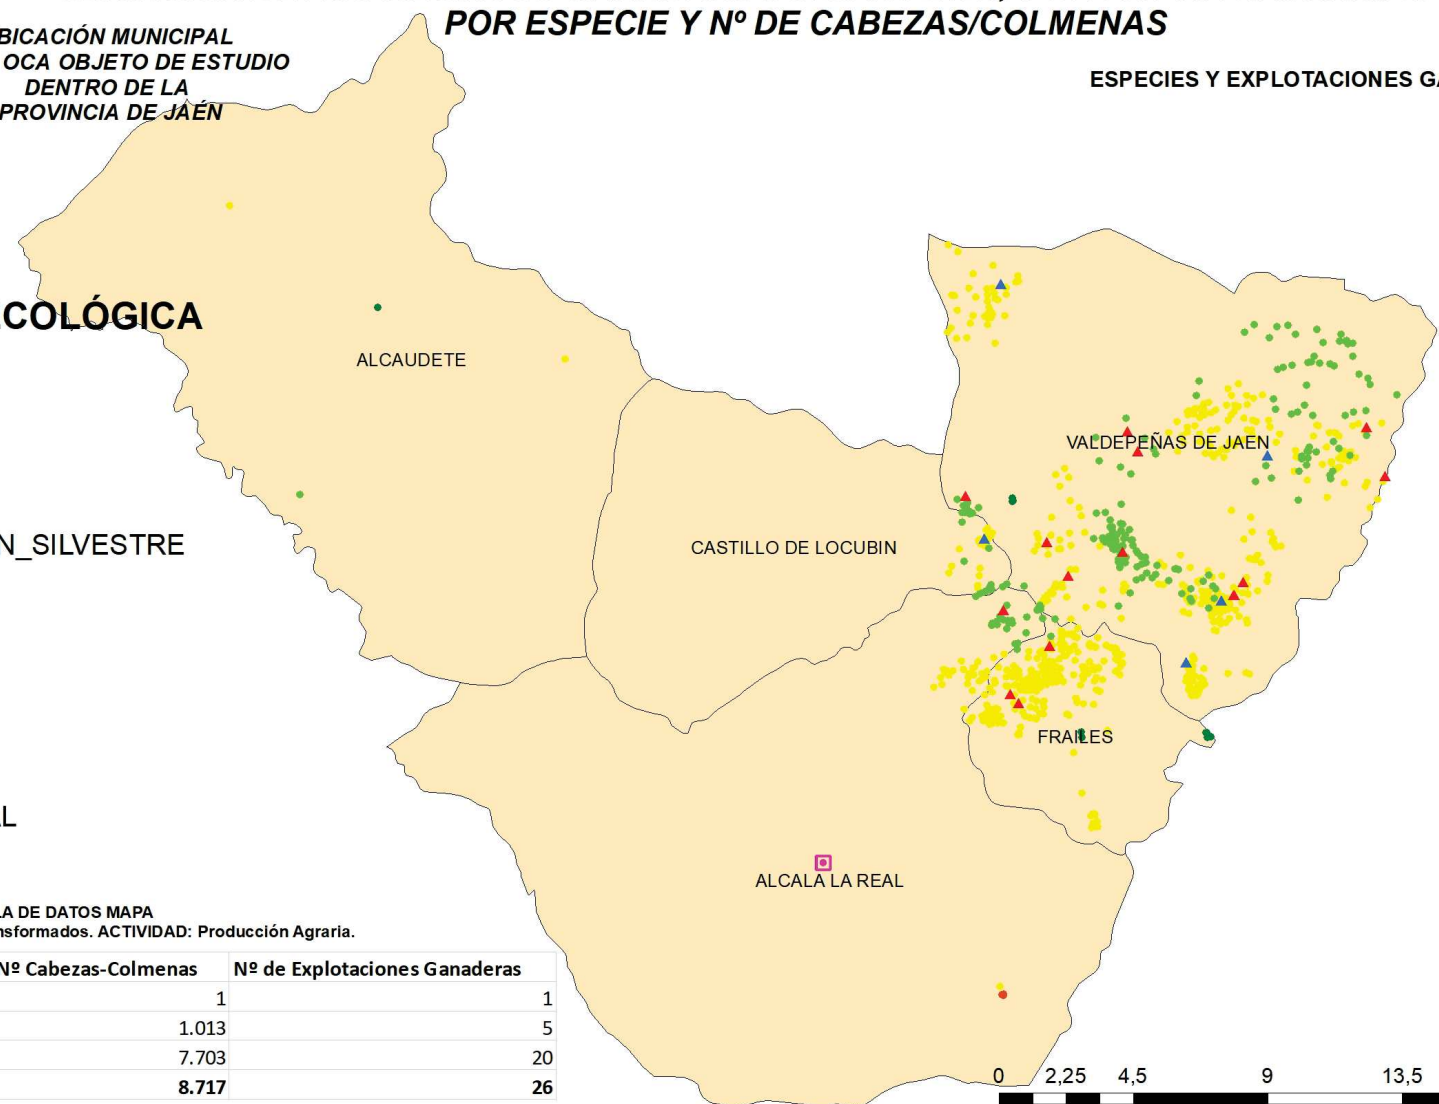 POR ESPECIE Y Nº DE CABEZAS/COLMENAS
BICACIÓN MUNICIPAL
OCA OBJETO DE ESTUDIO
DENTRO DE LA
PROVINCIA DE JAÉN
ESPECIES Y EXPLOTACIONES GA
COLÓGICA
ALCAUDETE
VALDEPEÑAS DE JAEN
N_SILVESTRE
CASTILLO DE LOCUBIN
FRAILES
AL
ALCALA LA REAL
LA DE DATOS MAPA
nsformados. ACTIVIDAD: Producción Agraria.
Nº Cabezas-Colmenas Nº de Explotaciones Ganaderas
1 1
1.013 5
7.703 20
8.717 26
0 2,25 4,5 9 13,5